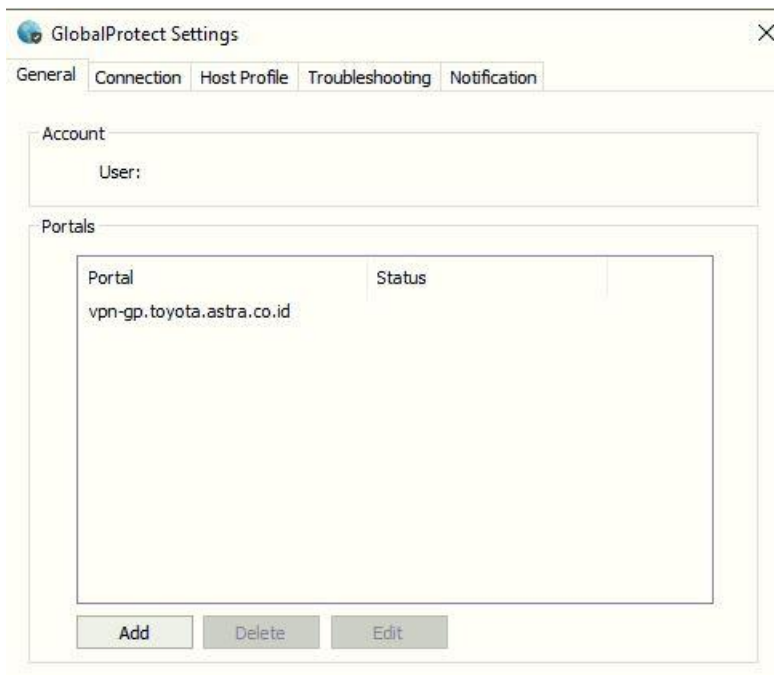 GlobalProtect Settings
General Connection Host Profile Troubleshooting Notification
Account
User:
Portals
Portal Status
vpn-gp.toyota.astra.co.id
Add Delete Edit